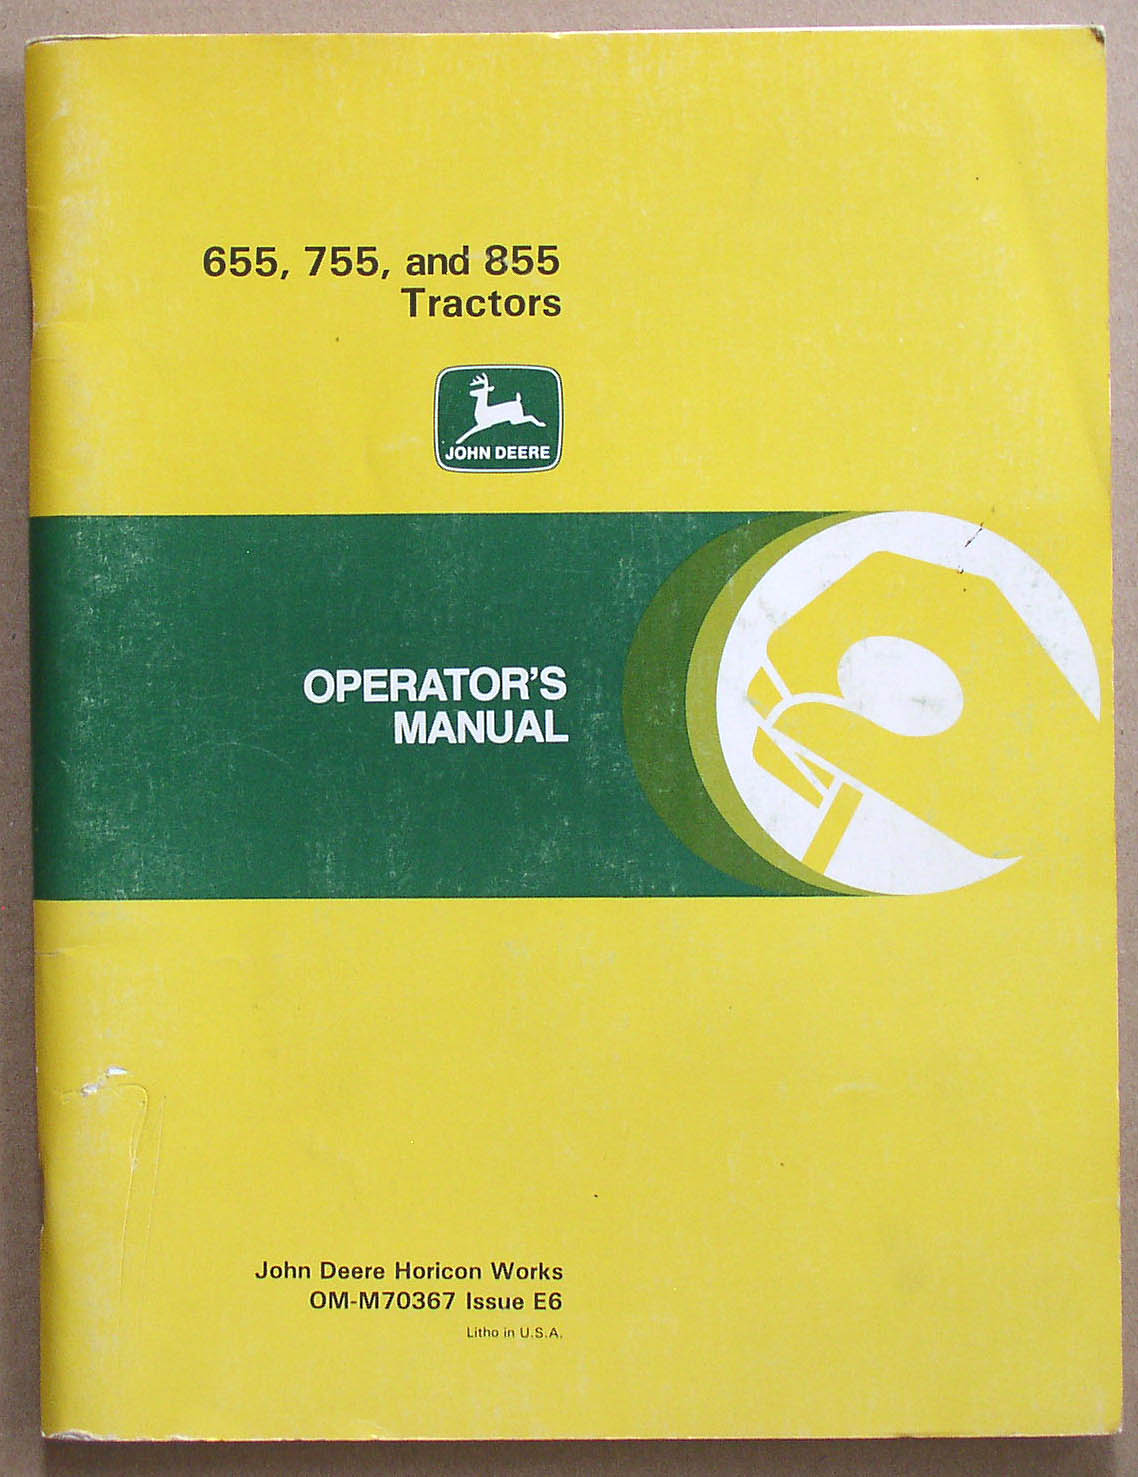 655, 755, and 855
Tractors
JOHN DEERE
OPERATOR'S
MANUAL
John Deere Horicon Works
OM-M70367 Issue E6
Litho in U.S.A.